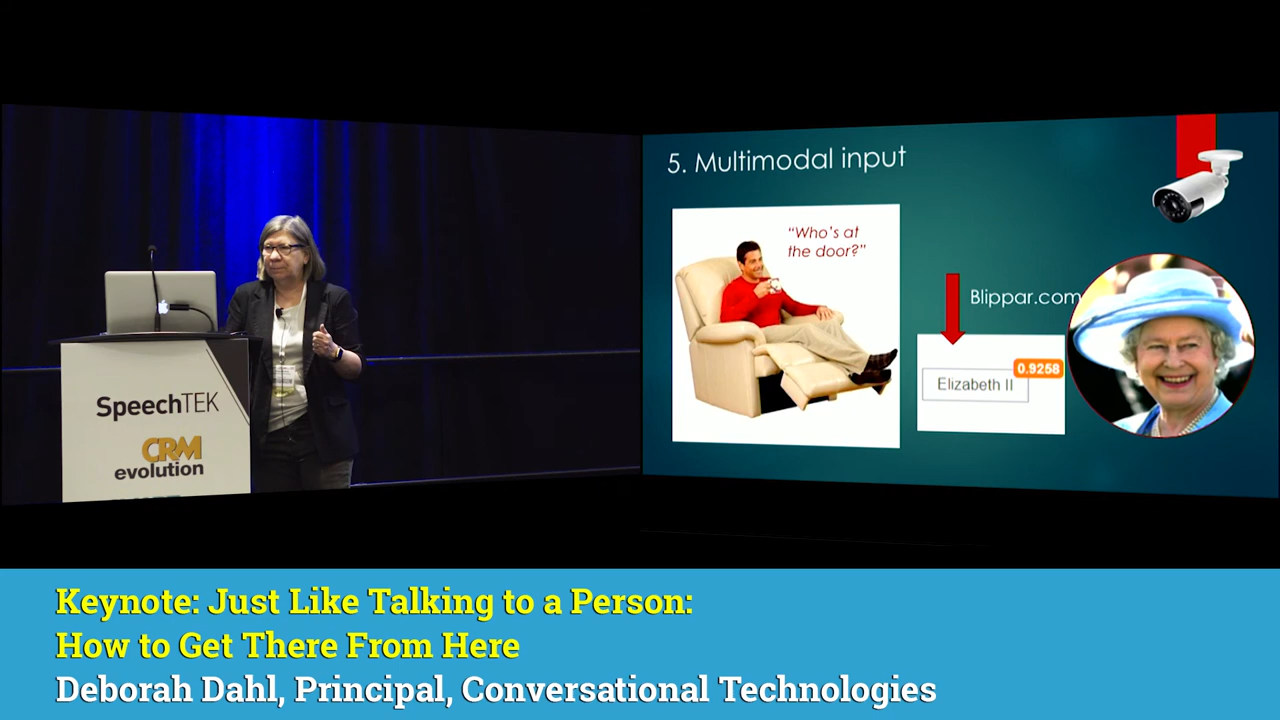 5. Multimodal input
“Who’s at
the door?”
Blippar.com
0.9258
Elizabeth II
SpeechTEK
CRM
evolution
Keynote: Just Like Talking to a Person:
How to Get There From Here
Deborah Dahl, Principal, Conversational Technologies